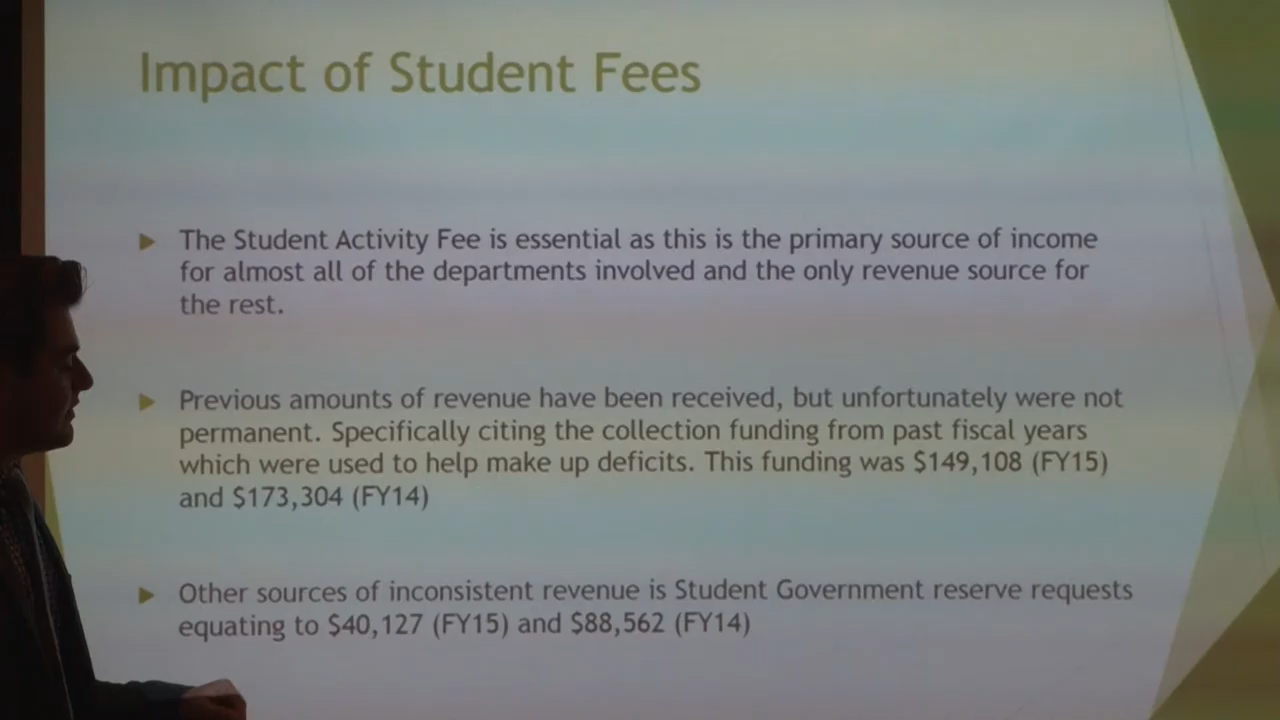 Impact of Student Fees
The Student Activity Fee is essential as this is the primary source of income
for almost all of the departments involved and the only revenue source for
the rest.
Previous amounts of revenue have been received, but unfortunately were not
permanent. Specifically citing the collection funding from past fiscal years
which were used to help make up deficits. This funding was $149,108 (FY15)
and $173,304 (FY14)
Other sources of inconsistent revenue is Student Government reserve requests
equating to $40,127 (FY15) and $88,562 (FY14)